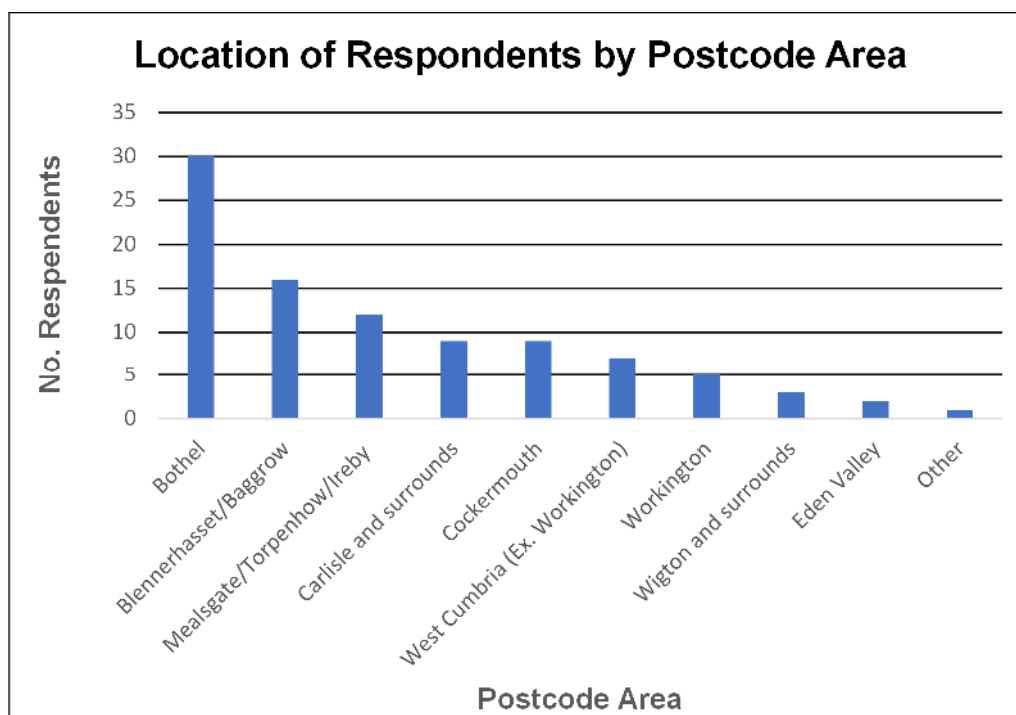 Location of Respondents by Postcode Area
No. Respendents
35
30
25
20
15
10
5
0
Bothel
Blennerhasset/Baggrow
Mealsgate/Torpenhow/Ireby
Carlisle and surrounds
Cockermouth
West Cumbria (Ex. Workington)
Workington
Wigton and surrounds
Eden Valley
Other
Postcode Area